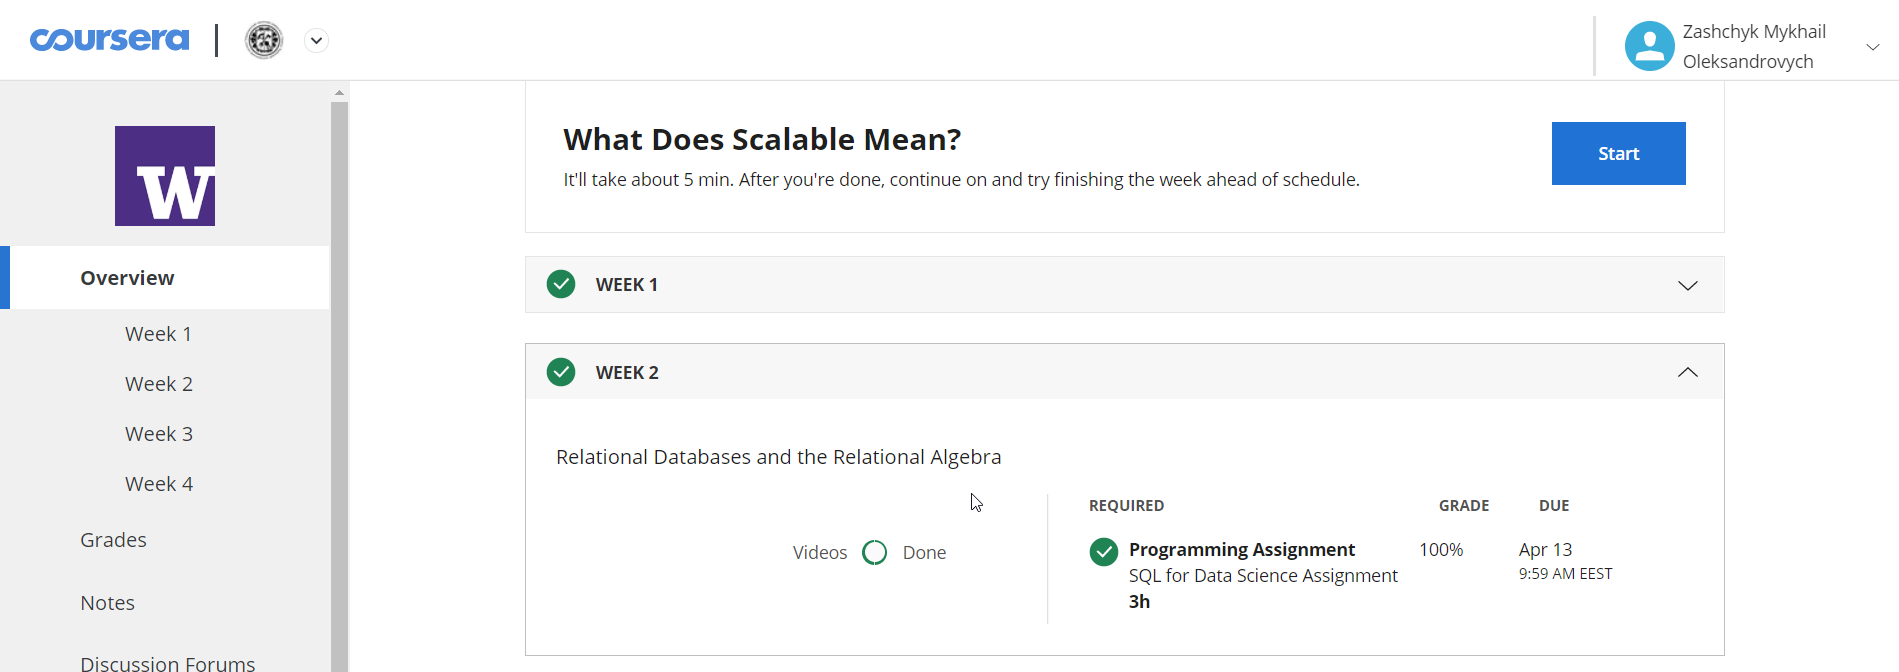 coursera
Zashchyk Mykhail
Oleksandrovych
W
Overview
Week 1
Week 2
Week 3
Week 4
Grades
Notes
Discussion Forums
What Does Scalable Mean?
It'll take about 5 min. After you're done, continue on and try finishing the week ahead of schedule.
Start
WEEK 1
WEEK 2
Relational Databases and the Relational Algebra
Videos Done
REQUIRED GRADE DUE
Programming Assignment 100% Apr 13
SQL for Data Science Assignment 9:59 AM EEST
3h